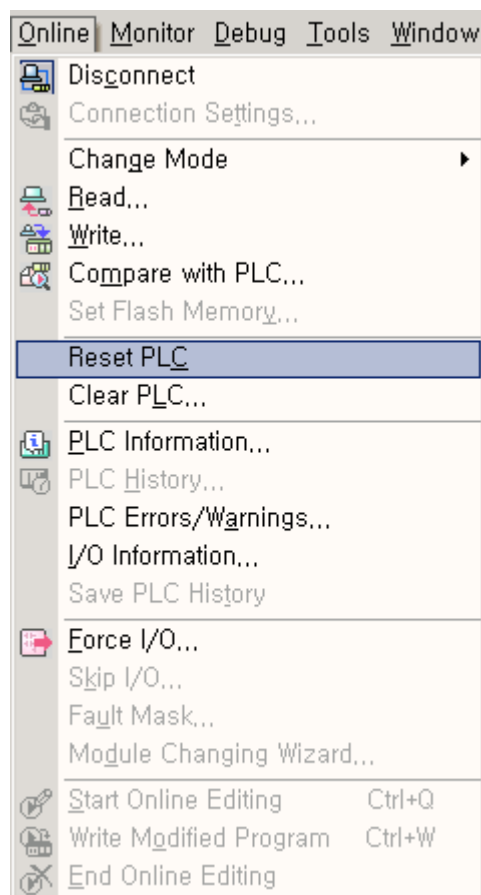 Online Monitor Debug Tools Window
Disconnect
Connection Settings...
Change Mode
Read...
Write...
Compare with PLC...
Set Flash Memory...
Reset PLC
Clear PLC...
PLC Information...
PLC History...
PLC Errors/Warnings...
I/O Information...
Save PLC History
Force I/O...
Skip I/O...
Fault Mask...
Module Changing Wizard...
Start Online Editing Ctrl+Q
Write Modified Program Ctrl+W
End Online Editing